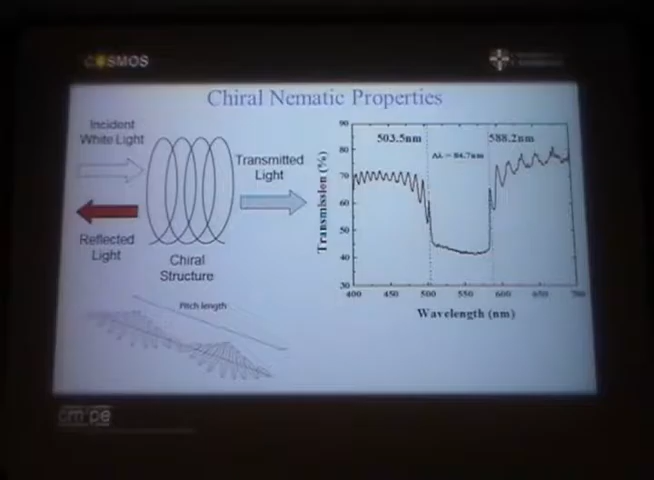 COSMOS
Chiral Nematic Properties
Incident
White Light
Transmitted
Light
Reflected
Light
Chiral
Structure
Pitch length
503.5nm
588.2nm
Δλ = 84.7nm
Transmission (%)
90
80
70
60
50
40
30
400
450
500
550
600
650
700
Wavelength (nm)